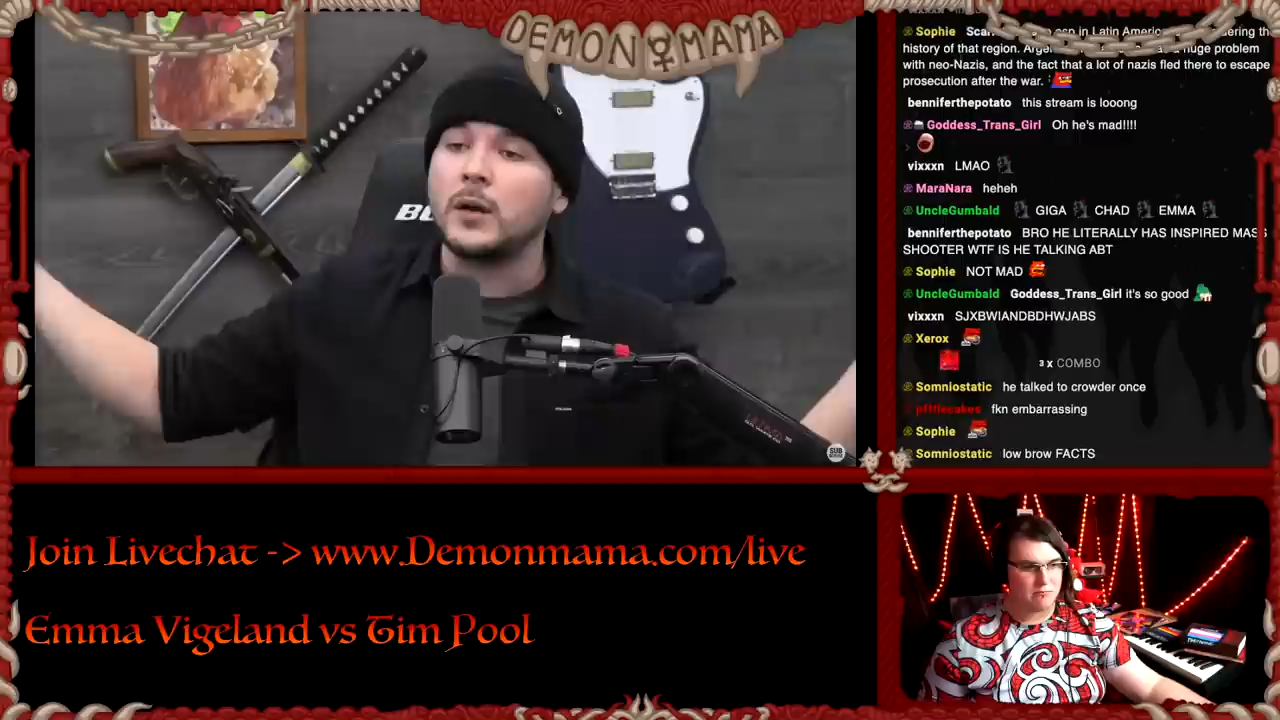 DEMON MAMA
Sophie
history of that region.
with neo-Nazis, and the fact that a lot of nazis fled there to escape
prosecution after the war.
benniferthepotato this stream is looong
Goddess_Trans_Girl Oh he's mad!!!!
vixxxn LMAO
MaraNara heheh
UncleGumbald GIGA CHAD EMMA
benniferthepotato BRO HE LITERALLY HAS INSPIRED MASS
SHOOTER WTF IS HE TALKING ABT
Sophie NOT MAD
UncleGumbald Goddess_Trans_Girl it's so good
vixxxn SJXBWIANDBDHWJABS
Xerox
3 x COMBO
Somniostatic he talked to crowder once
fkn embarrassing
Sophie
Somniostatic low brow FACTS
SUB
Join Livechat -> www.Demonmama.com/live
Emma Vigeland vs Tim Pool